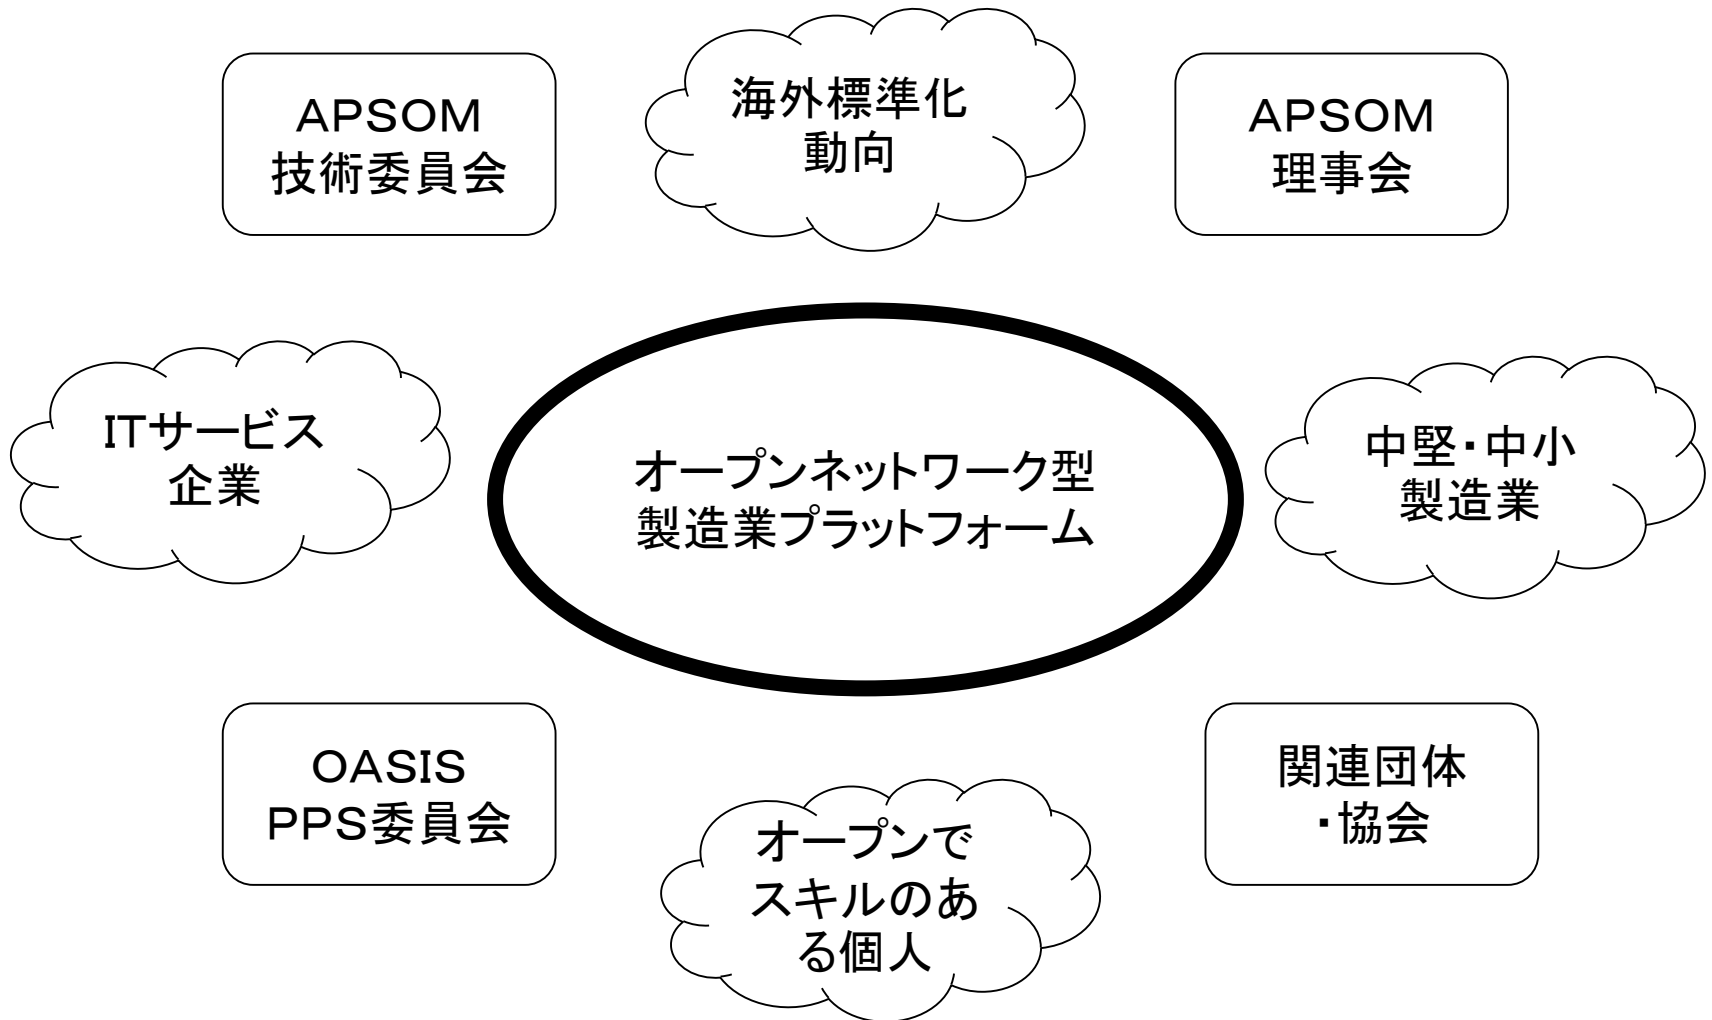 APSOM
技術委員会
海外標準化
動向
APSOM
理事会
ITサービス
企業
オープンネットワーク型
製造業プラットフォーム
中堅・中小
製造業
OASIS
PPS委員会
オープンで
スキルのあ
る個人
関連団体
・協会